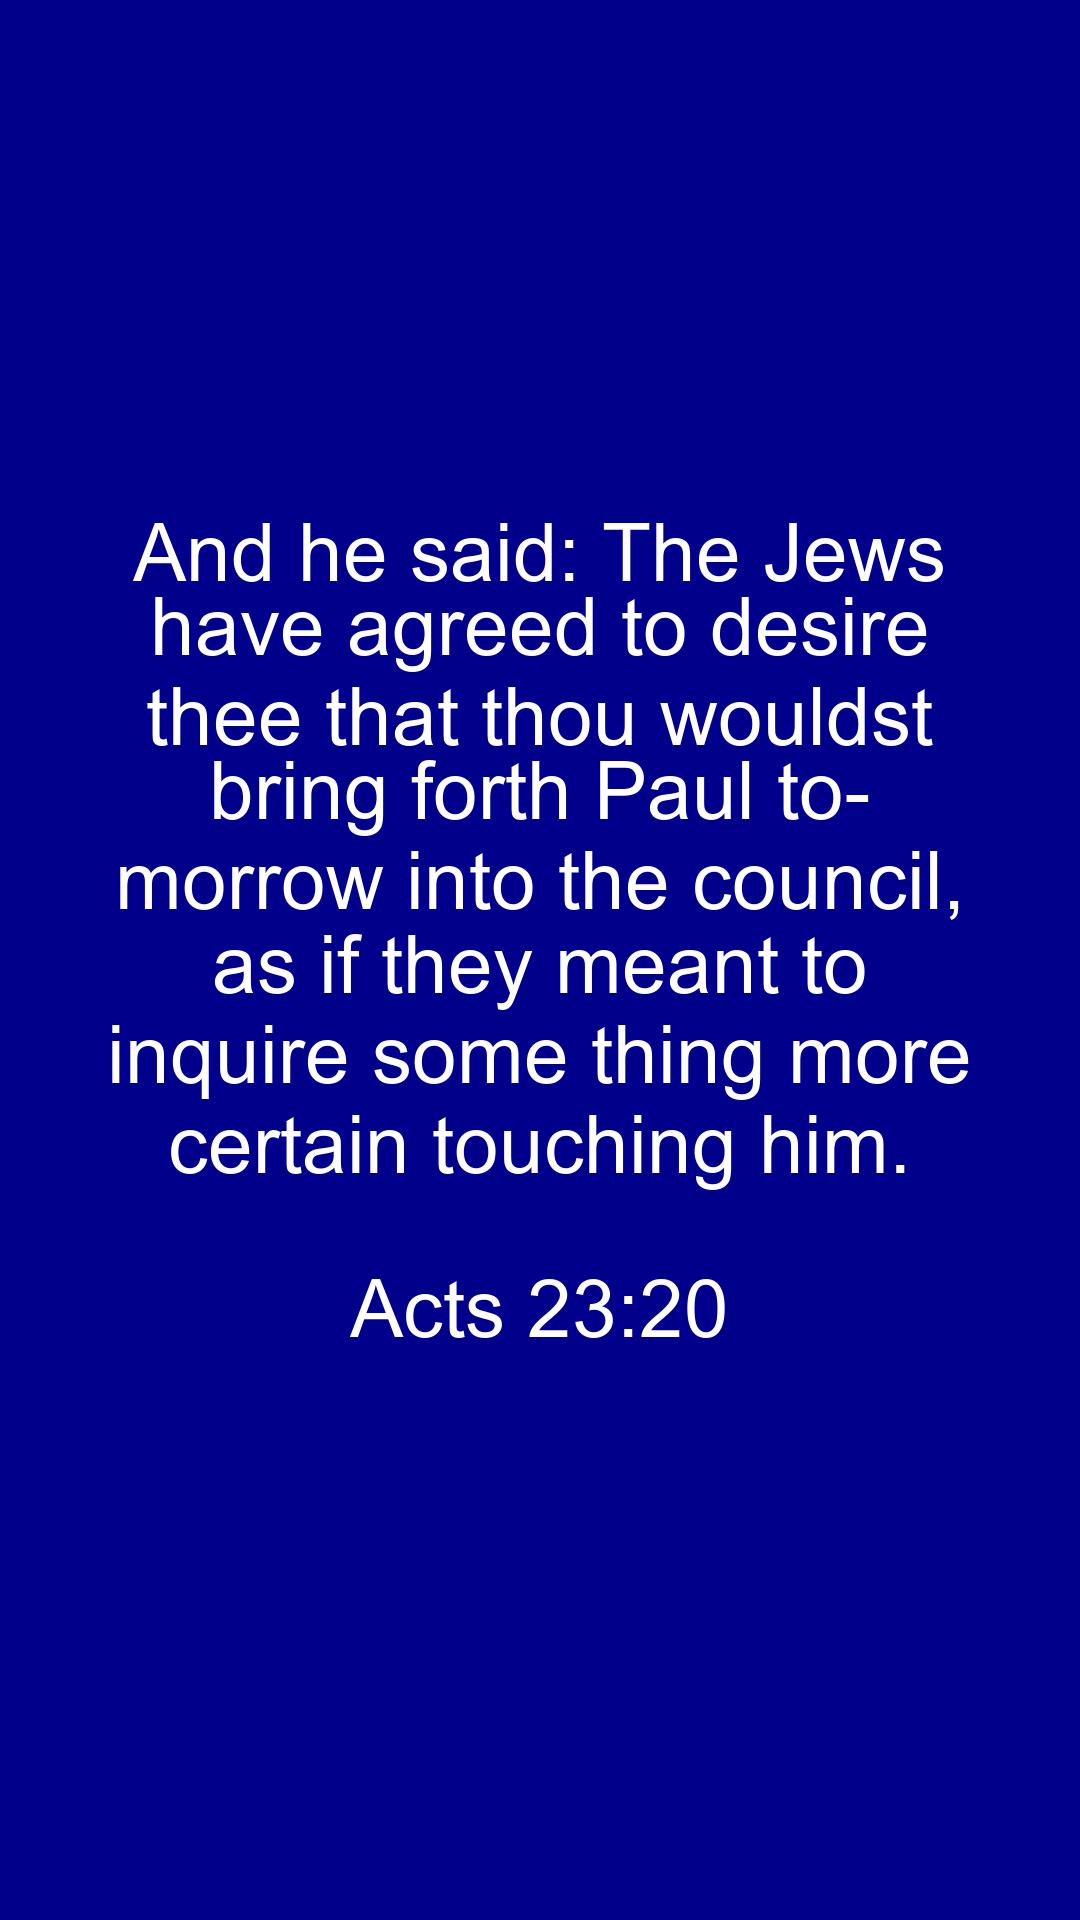 And he said: The Jews
have agreed to desire
thee that thou wouldst
bring forth Paul to-
morrow into the council,
as if they meant to
inquire some thing more
certain touching him.
Acts 23:20